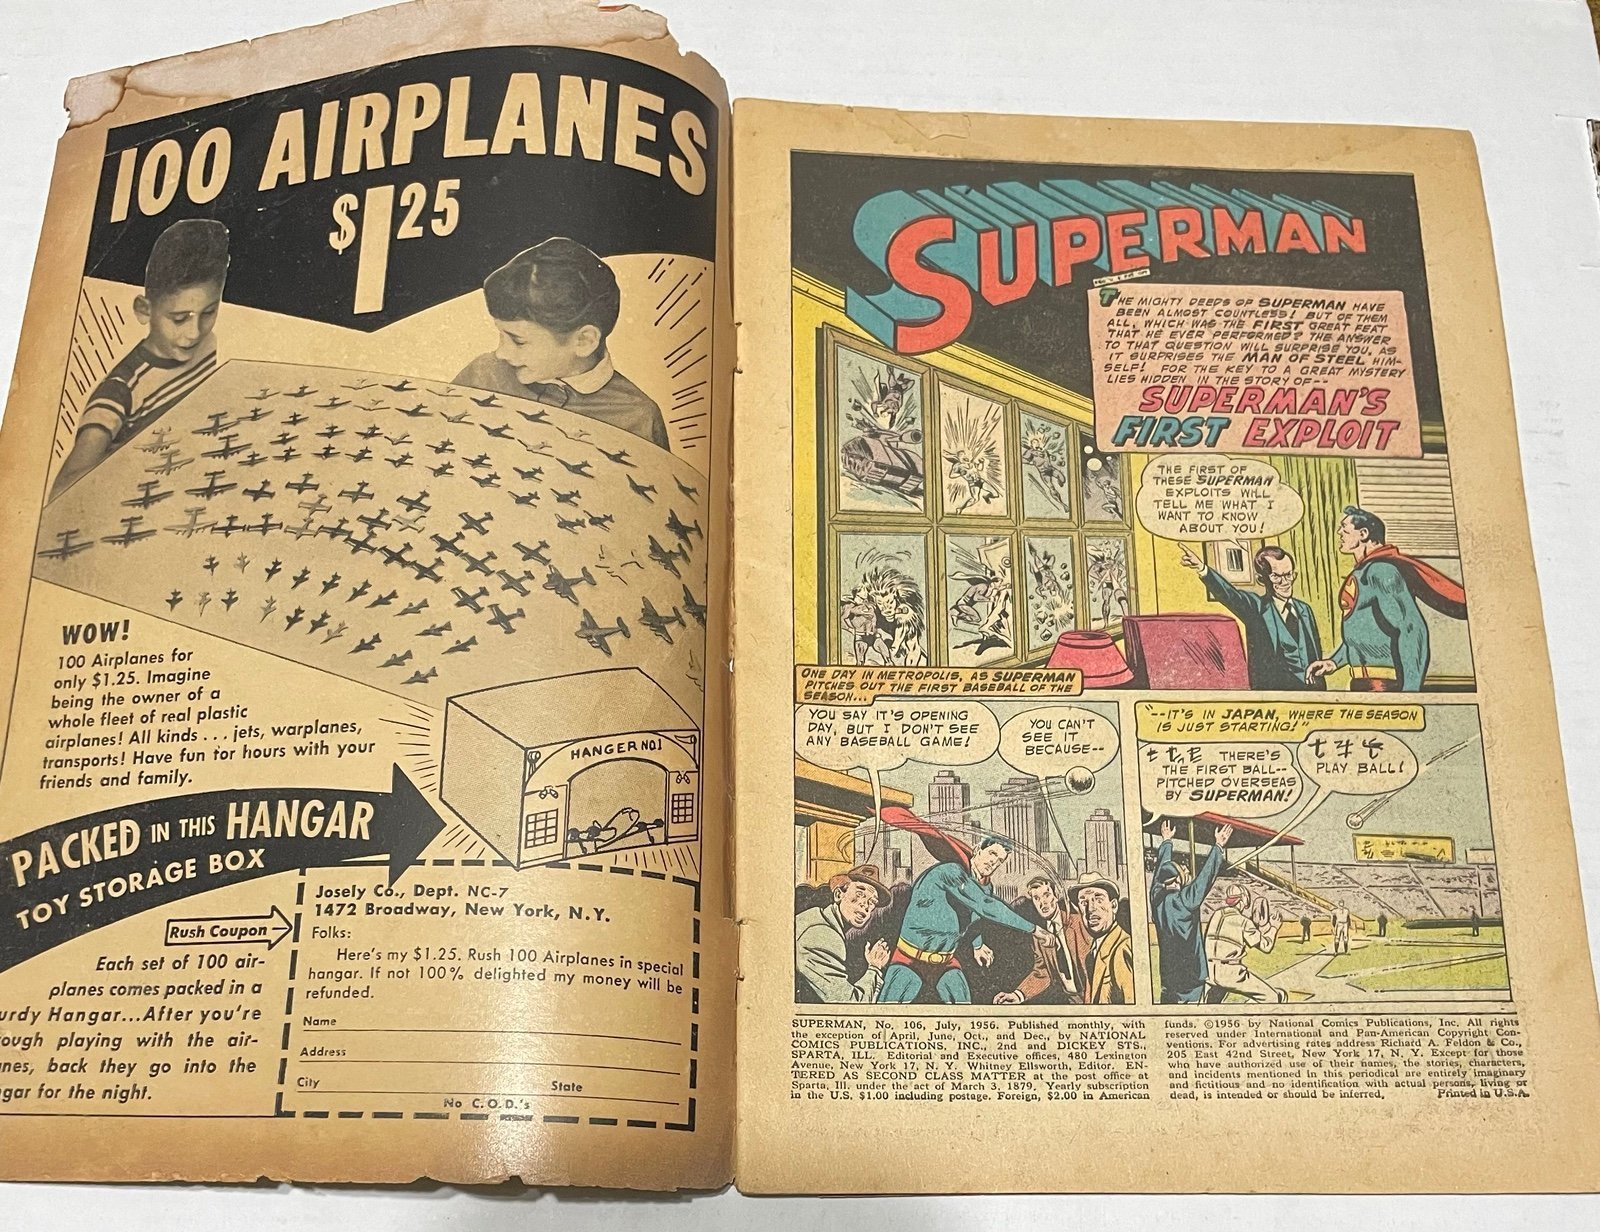 100 AIRPLANES
$1.25
WOW!
100 Airplanes for
only $1.25. Imagine
being the owner of a
whole fleet of real plastic
airplanes! All kinds . . . jets, warplanes,
transports! Have fun for hours with your
friends and family.
HANGER NO1
PACKED IN THIS HANGAR
TOY STORAGE BOX
Rush Coupon
Each set of 100 air-
planes comes packed in a
urdy Hangar...After you're
ough playing with the air-
nes, back they go into the
gar for the night.
Josely Co., Dept. NC-7
1472 Broadway, New York, N.Y.
Folks:
Here's my $1.25. Rush 100 Airplanes in special
hangar. If not 100% delighted my money will be
refunded.
Name
Address
City State
No C.O.D.'s
SUPERMAN
THE MIGHTY DEEDS OF SUPERMAN HAVE
BEEN ALMOST COUNTLESS! BUT OF THEM
ALL, WHICH WAS THE FIRST GREAT FEAT
THAT HE EVER PERFORMED? THE ANSWER
TO THAT QUESTION WILL SURPRISE YOU, AS
IT SURPRISES THE MAN OF STEEL HIM-
SELF! FOR THE KEY TO A GREAT MYSTERY
LIES HIDDEN IN THE STORY OF--
SUPERMAN'S
FIRST EXPLOIT
THE FIRST OF
THESE SUPERMAN
EXPLOITS WILL
TELL ME WHAT I
WANT TO KNOW
ABOUT YOU!
ONE DAY IN METROPOLIS, AS SUPERMAN
PITCHES OUT THE FIRST BASEBALL OF THE
SEASON...
YOU SAY IT'S OPENING
DAY, BUT I DON'T SEE
ANY BASEBALL GAME!
YOU CAN'T
SEE IT
BECAUSE--
"--IT'S IN JAPAN, WHERE THE SEASON
IS JUST STARTING!"
THERE'S
THE FIRST BALL--
PITCHED OVERSEAS
BY SUPERMAN!
PLAY BALL!
SUPERMAN, No. 106, July, 1956. Published monthly, with
the exception of April, June, Oct., and Dec., by NATIONAL
COMICS PUBLICATIONS, INC., 2nd and DICKEY STS.,
SPARTA, ILL. Editorial and Executive offices, 480 Lexington
Avenue, New York 17, N. Y. Whitney Ellsworth, Editor. EN-
TERED AS SECOND CLASS MATTER at the post office at
Sparta, Ill. under the act of March 3, 1879. Yearly subscription
in the U.S. $1.00 including postage. Foreign, $2.00 in American
funds. ©1956 by National Comics Publications, Inc. All rights
reserved under International and Pan-American Copyright Con-
ventions. For advertising rates address Richard A. Feldon & Co.,
205 East 42nd Street, New York 17, N. Y. Except for those
who have authorized use of their names, the stories, characters,
and incidents mentioned in this periodical are entirely imaginary
and fictitious and no identification with actual persons, living or
dead, is intended or should be inferred. Printed in U.S.A.